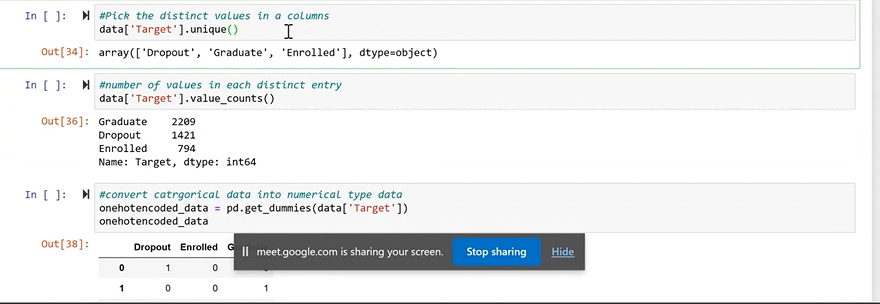 In [ ]: #Pick the distinct values in a columns
data['Target'].unique()
Out[34]: array(['Dropout', 'Graduate', 'Enrolled'], dtype=object)
In [ ]: #number of values in each distinct entry
data['Target'].value_counts()
Out[36]: Graduate 2209
Dropout 1421
Enrolled 794
Name: Target, dtype: int64
In [ ]: #convert catrgorical data into numerical type data
onehotencoded_data = pd.get_dummies(data['Target'])
onehotencoded_data
Out[38]:
Dropout Enrolled G
meet.google.com is sharing your screen. Stop sharing Hide
0 1 0
1 0 0 1